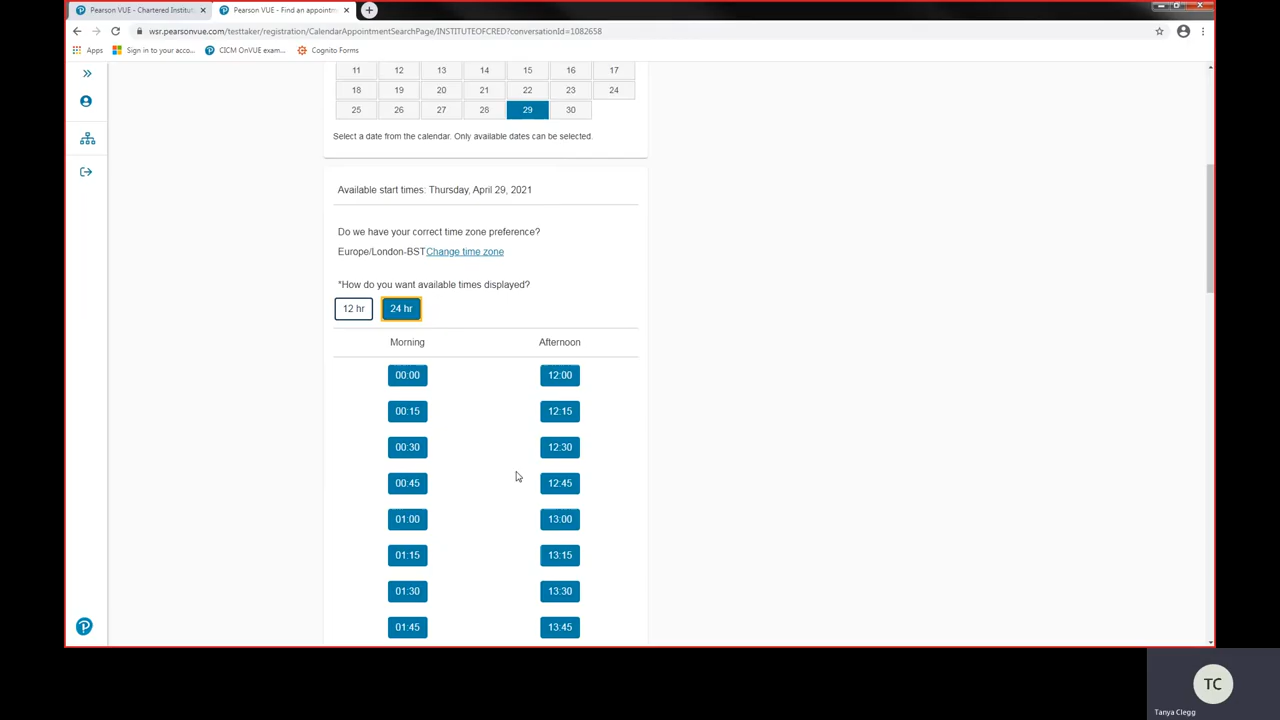 Pearson VUE - Chartered Institut
Pearson VUE - Find an appointm
wsr.pearsonvue.com/testtaker/registration/CalendarAppointmentSearchPage/INSTITUTEOFCRED?conversationId=1082658
Apps Sign in to your acco... CICM OnVUE exam... Cognito Forms
11 12 13 14 15 16 17
18 19 20 21 22 23 24
25 26 27 28 29 30
Select a date from the calendar. Only available dates can be selected.
Available start times: Thursday, April 29, 2021
Do we have your correct time zone preference?
Europe/London-BSTChange time zone
*How do you want available times displayed?
12 hr 24 hr
Morning Afternoon
00:00 12:00
00:15 12:15
00:30 12:30
00:45 12:45
01:00 13:00
01:15 13:15
01:30 13:30
01:45 13:45
TC
Tanya Clegg